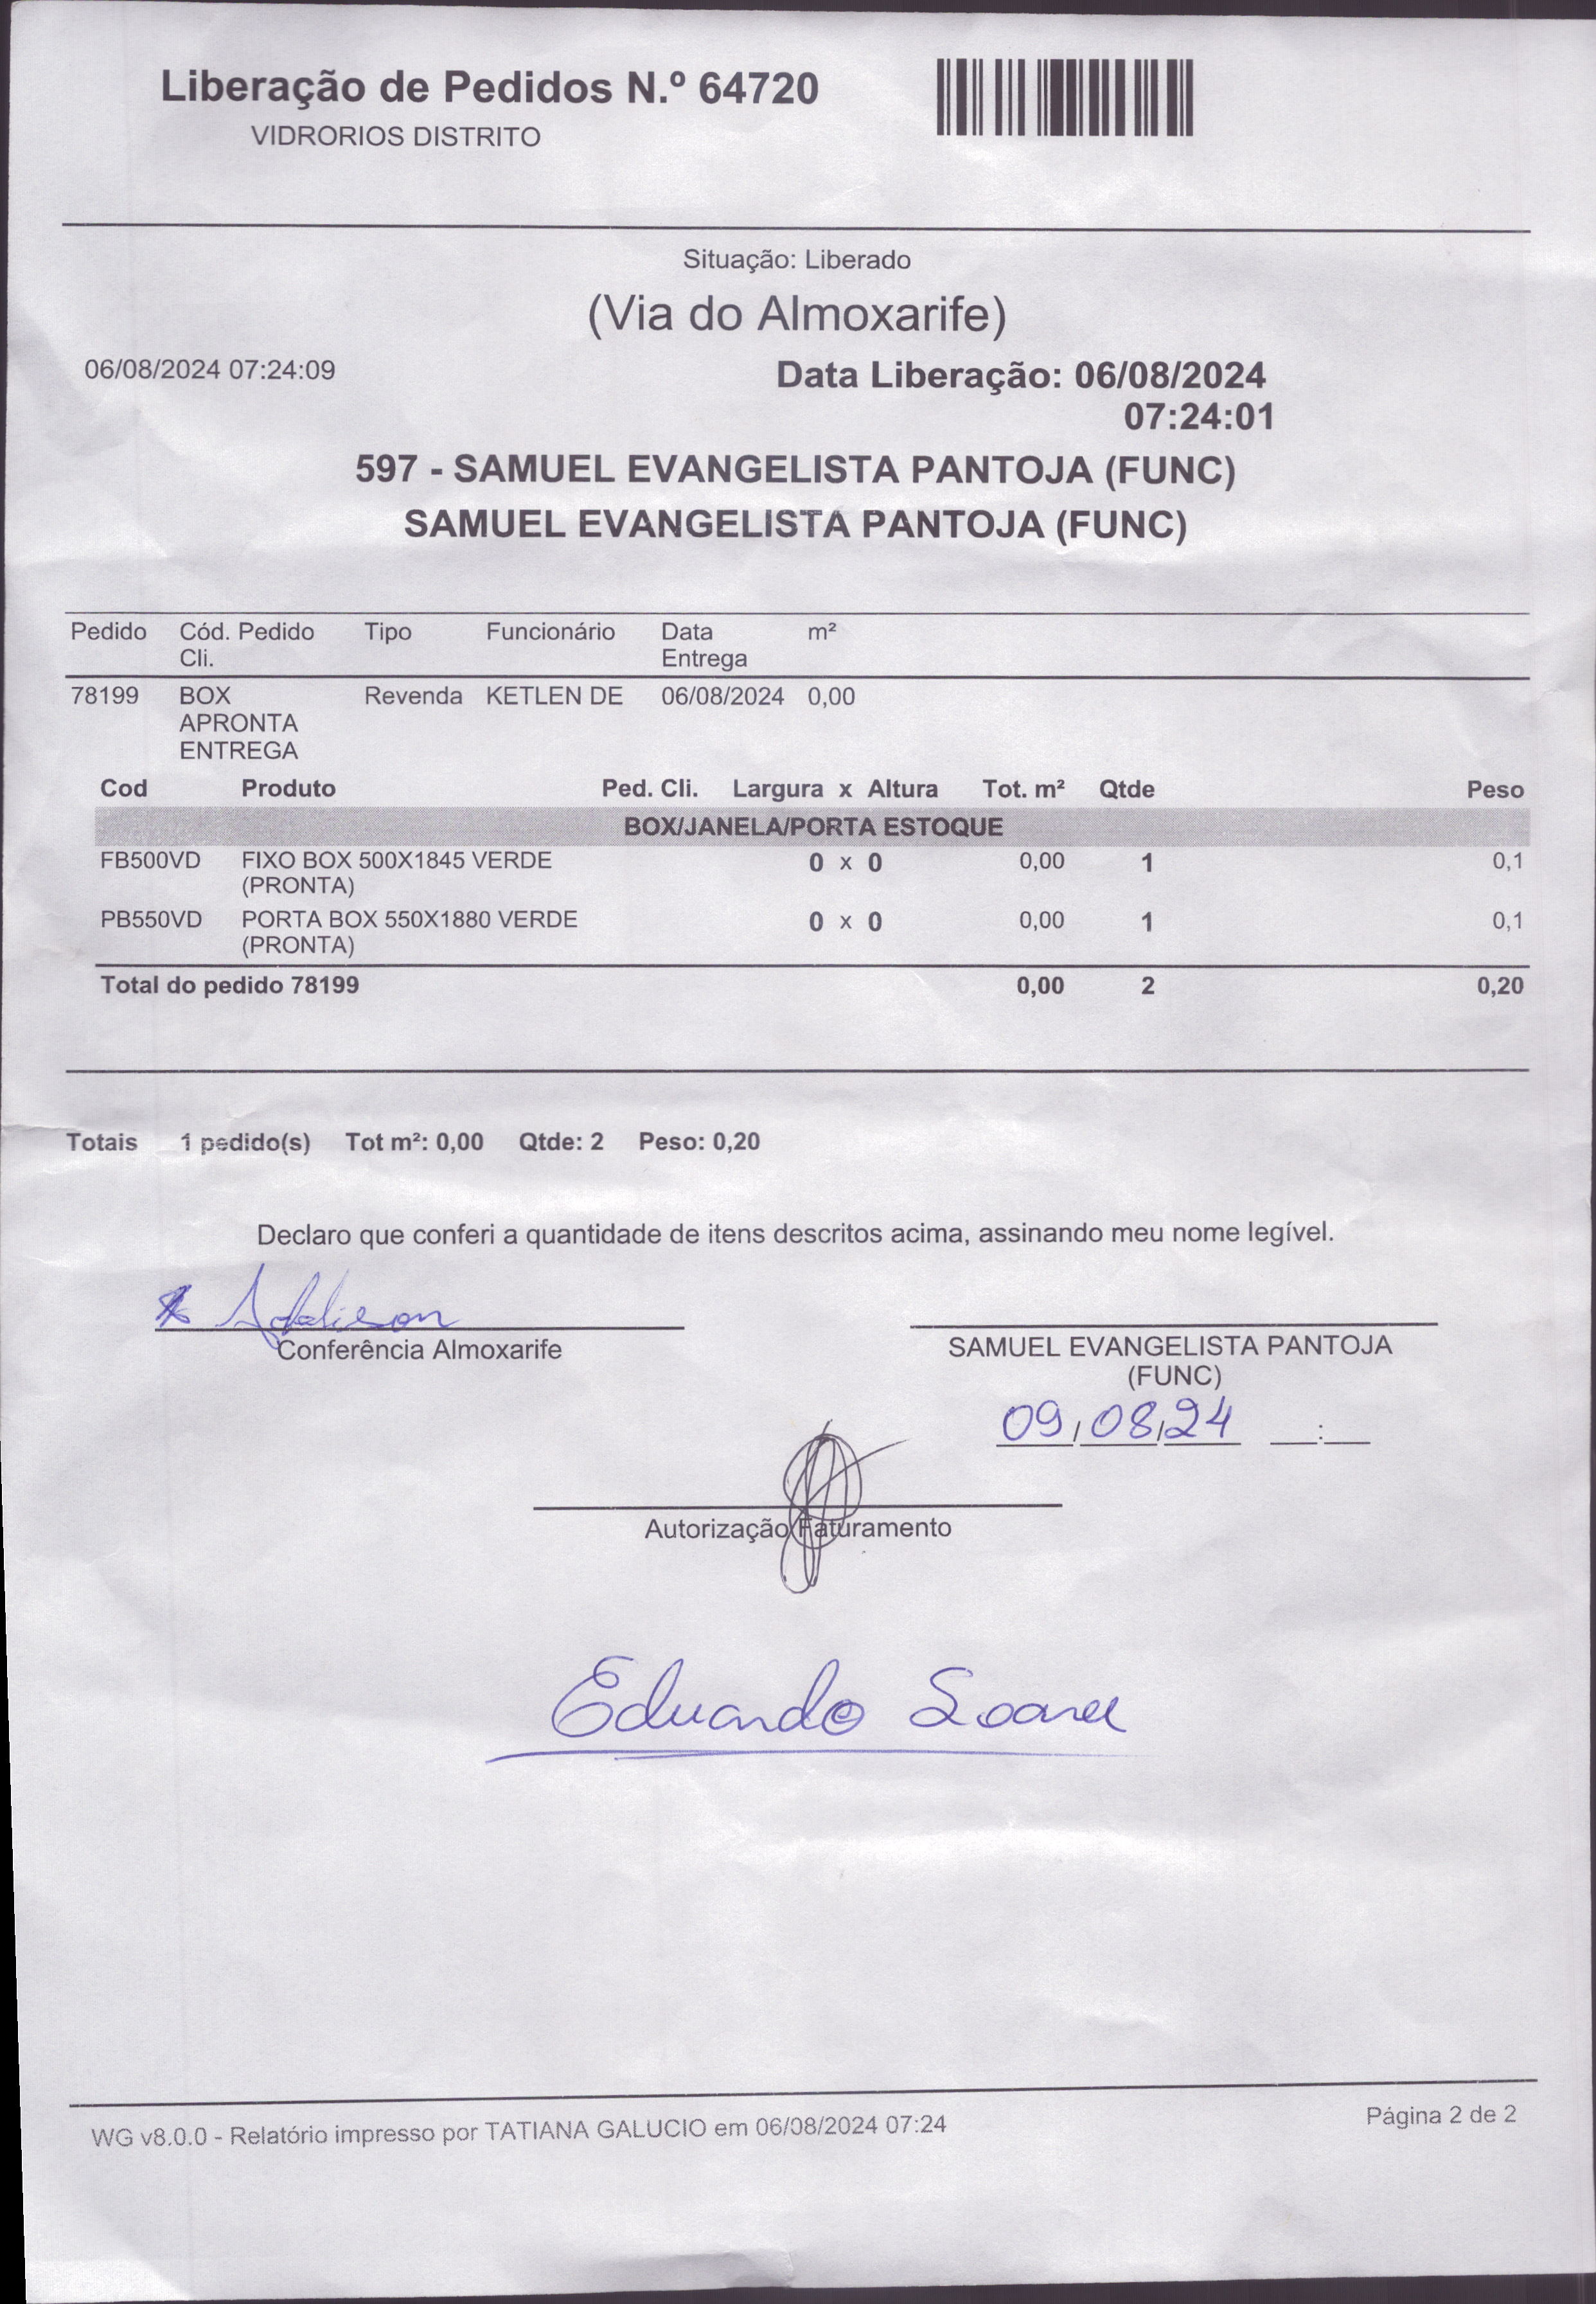 Liberação de Pedidos N.º 64720
VIDRORIOS DISTRITO
Situação: Liberado
(Via do Almoxarife)
06/08/2024 07:24:09
Data Liberação: 06/08/2024
07:24:01
597 - SAMUEL EVANGELISTA PANTOJA (FUNC)
SAMUEL EVANGELISTA PANTOJA (FUNC)
Pedido Cód. Pedido Tipo Funcionário Data m²
Cli. Entrega
78199 BOX Revenda KETLEN DE 06/08/2024 0,00
APRONTA
ENTREGA
Cod Produto Ped. Cli. Largura x Altura Tot. m² Qtde Peso
BOX/JANELA/PORTA ESTOQUE
FB500VD FIXO BOX 500X1845 VERDE 0 x 0 0,00 1 0,1
(PRONTA)
PB550VD PORTA BOX 550X1880 VERDE 0 x 0 0,00 1 0,1
(PRONTA)
Total do pedido 78199 0,00 2 0,20
Totais 1 pedido(s) Tot m²: 0,00 Qtde: 2 Peso: 0,20
Declaro que conferi a quantidade de itens descritos acima, assinando meu nome legível.
Conferência Almoxarife
SAMUEL EVANGELISTA PANTOJA
(FUNC)
09/08/24 __:__
Autorização Faturamento
Eduardo
WG v8.0.0 - Relatório impresso por TATIANA GALUCIO em 06/08/2024 07:24
Página 2 de 2